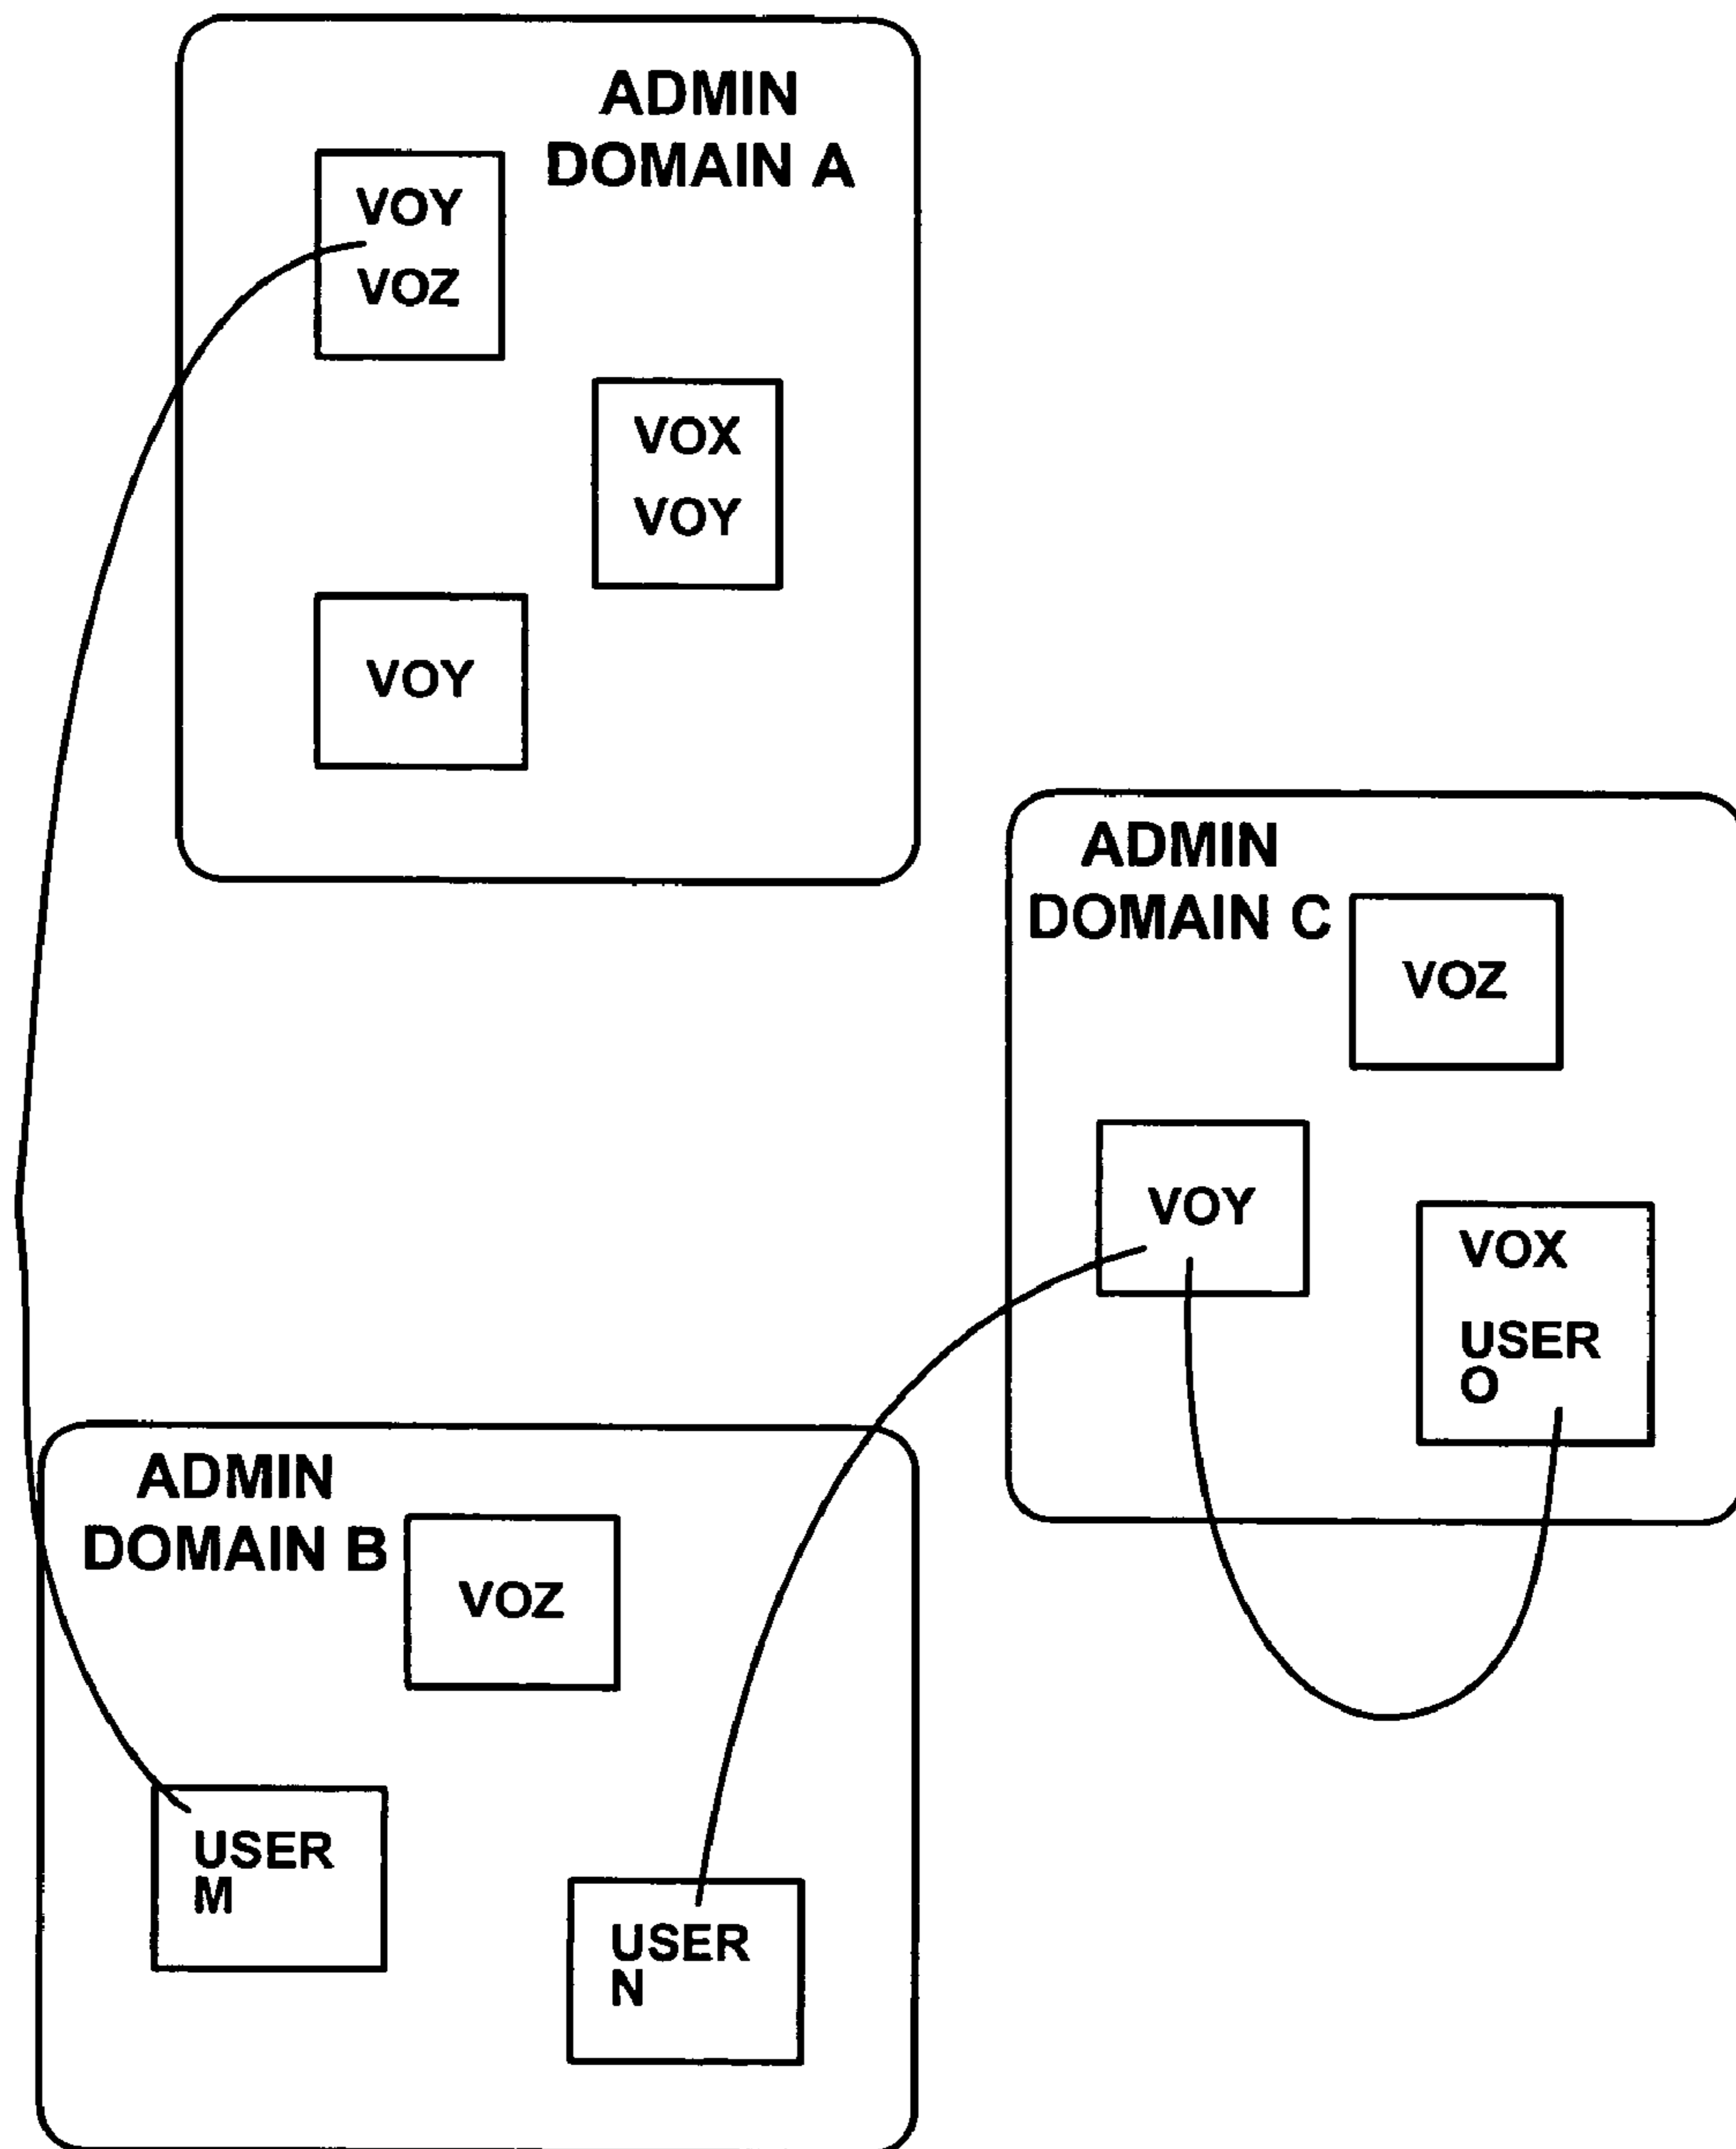 ADMIN
DOMAIN A
VOY
VOZ
VOX
VOY
VOY
ADMIN
DOMAIN C
VOZ
VOY
VOX
USER
O
ADMIN
DOMAIN B
VOZ
USER
M
USER
N